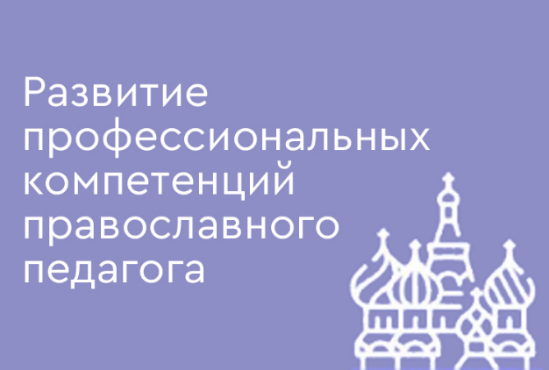 Развитие
профессиональных
компетенций
православного
педагога